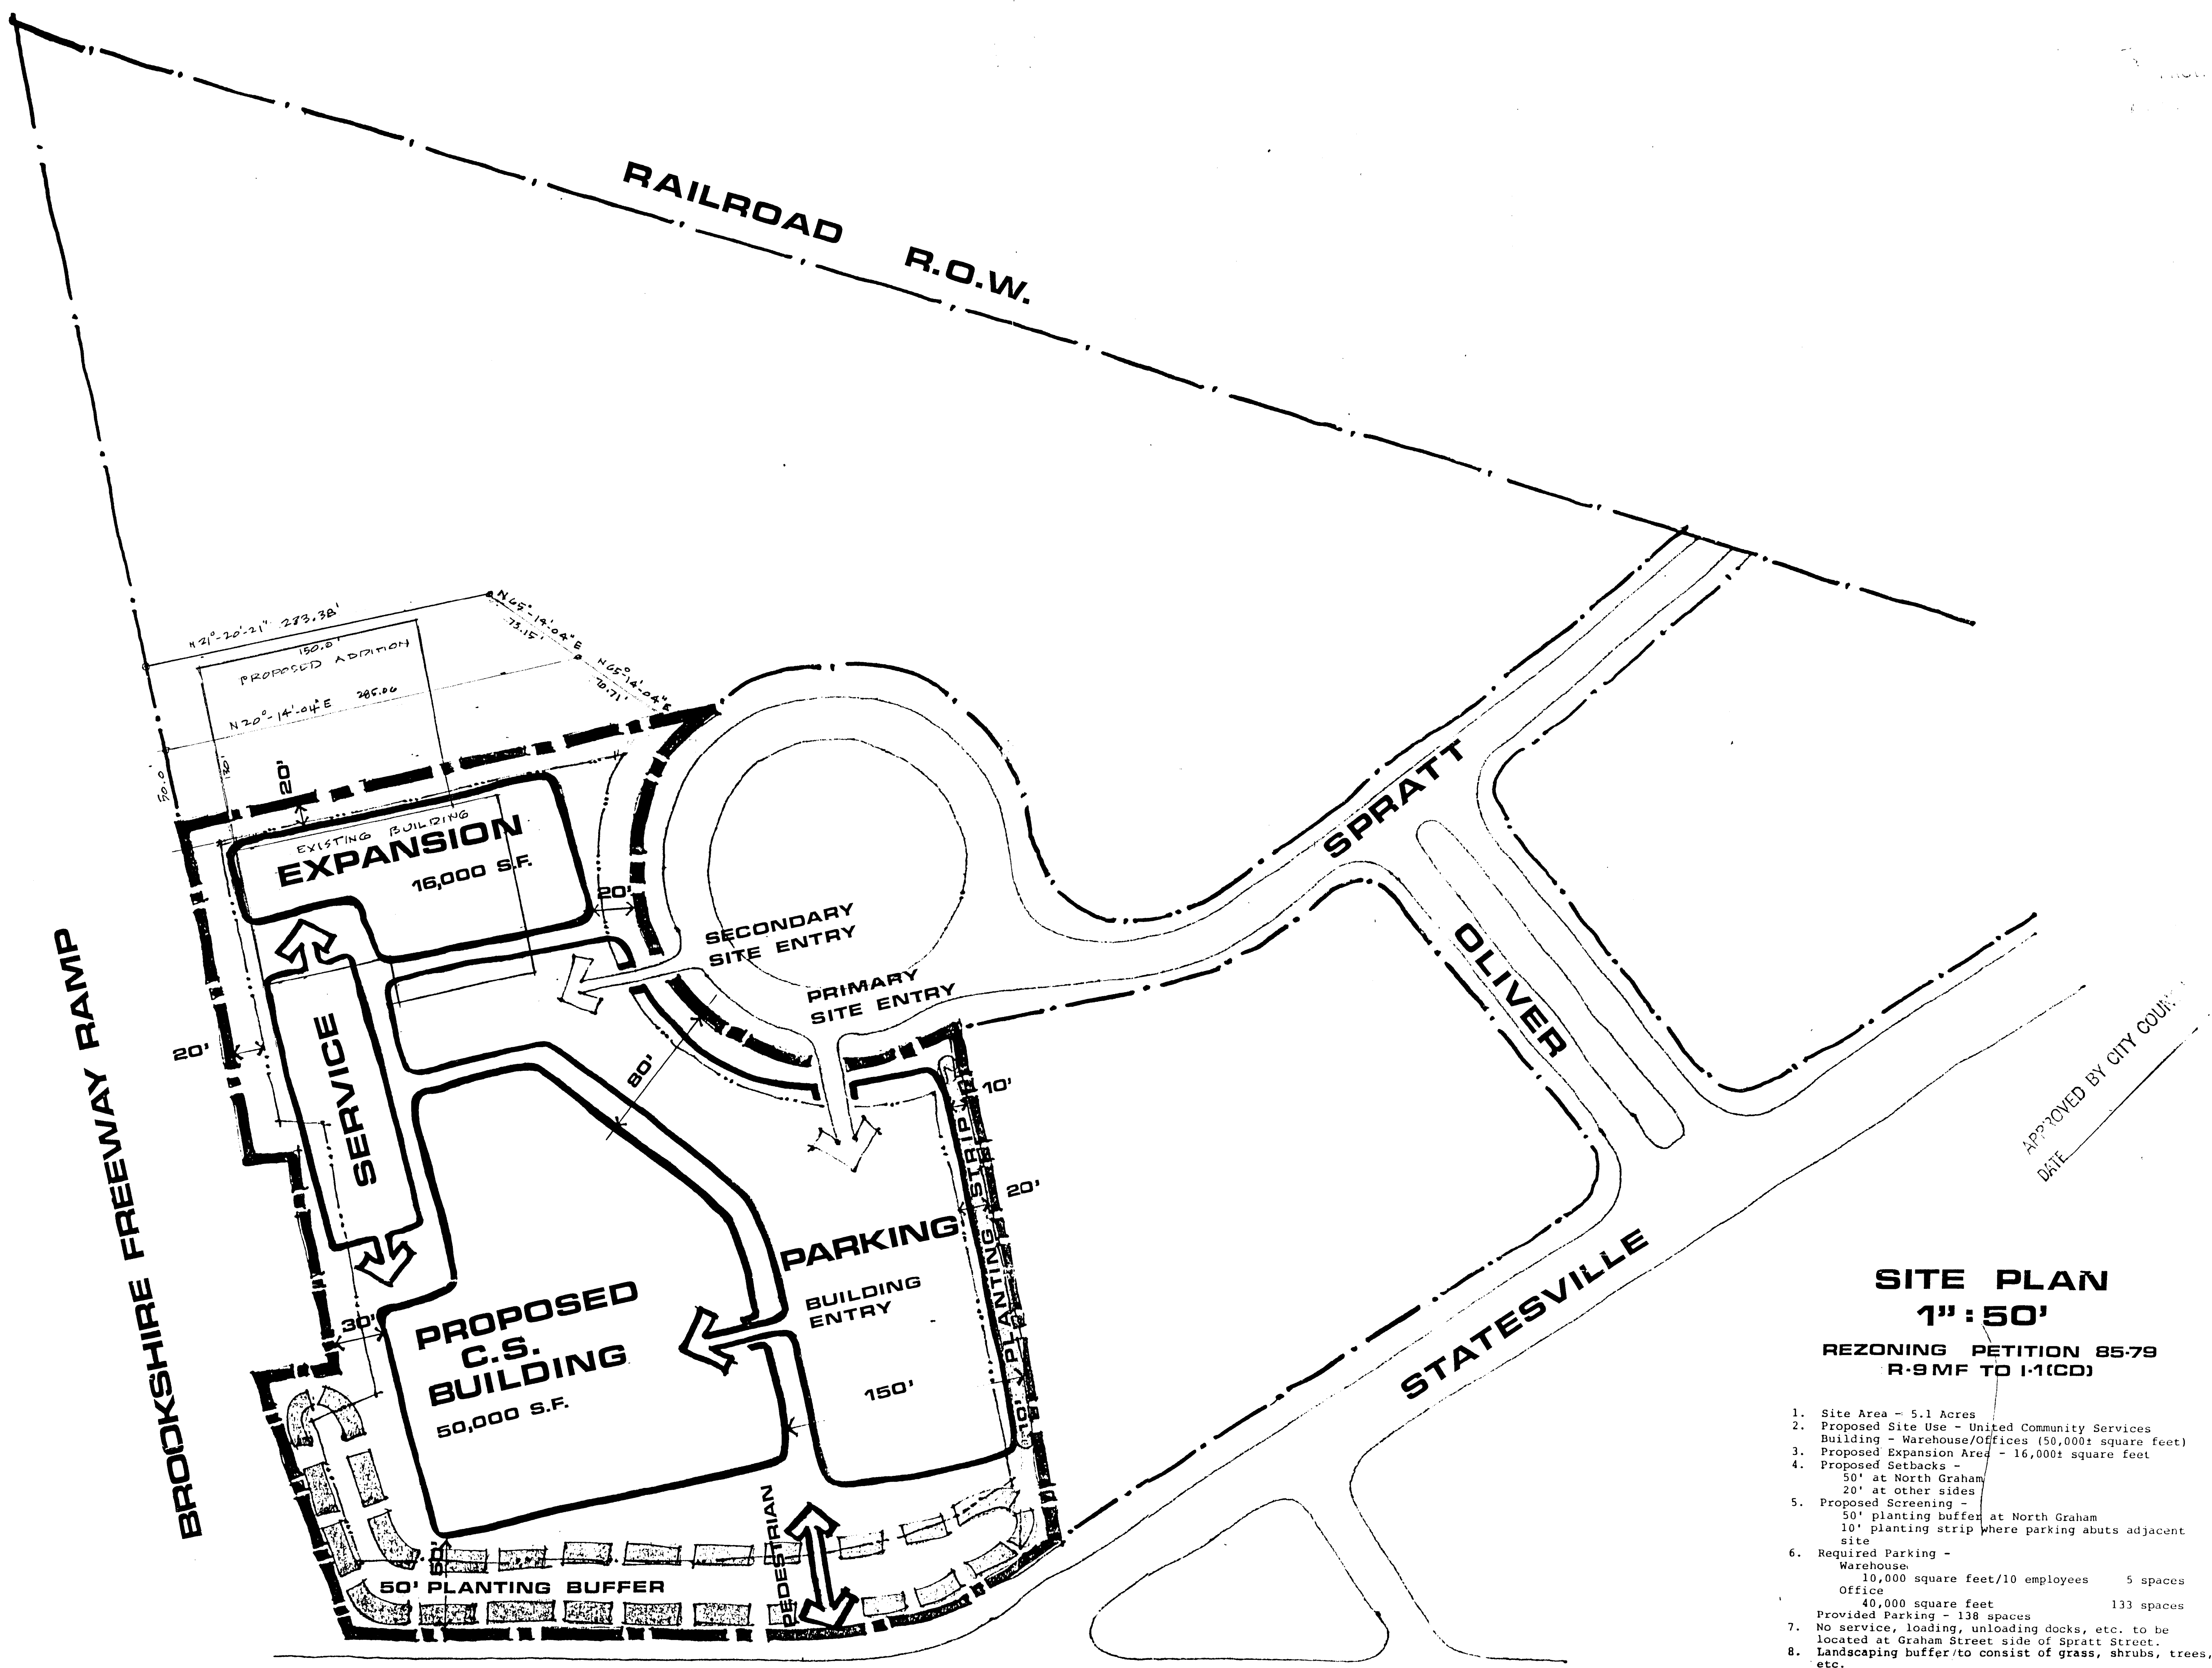 RAILROAD R.O.W.
N 21°-20'-21" 283.38'
150.0'
PROPOSED ADDITION
N 20°-14'-04" E 285.06
N 65°-14'-04" E
73.15'
N 65°-14'-04" E
70.71'
50.0'
130'
20'
EXISTING BUILDING
EXPANSION
16,000 S.F.
20'
SECONDARY
SITE ENTRY
PRIMARY
SITE ENTRY
SPRATT
OLIVER
STATESVILLE
BROOKSHIRE FREEWAY RAMP
20'
SERVICE
80'
10'
20'
PLANTING STRIP
PARKING
BUILDING
ENTRY
150'
10'
30'
PROPOSED
C.S.
BUILDING
50,000 S.F.
50'
50' PLANTING BUFFER
PEDESTRIAN
APPROVED BY CITY
DATE
SITE PLAN
1":50'
REZONING PETITION 85-79
R-9MF TO I-1(CD)
1. Site Area - 5.1 Acres
2. Proposed Site Use - United Community Services
Building - Warehouse/Offices (50,000± square feet)
3. Proposed Expansion Area - 16,000± square feet
4. Proposed Setbacks -
50' at North Graham
20' at other sides
5. Proposed Screening -
50' planting buffer at North Graham
10' planting strip where parking abuts adjacent
site
6. Required Parking -
Warehouse
10,000 square feet/10 employees 5 spaces
Office
40,000 square feet 133 spaces
Provided Parking - 138 spaces
7. No service, loading, unloading docks, etc. to be
located at Graham Street side of Spratt Street.
8. Landscaping buffer to consist of grass, shrubs, trees,
etc.